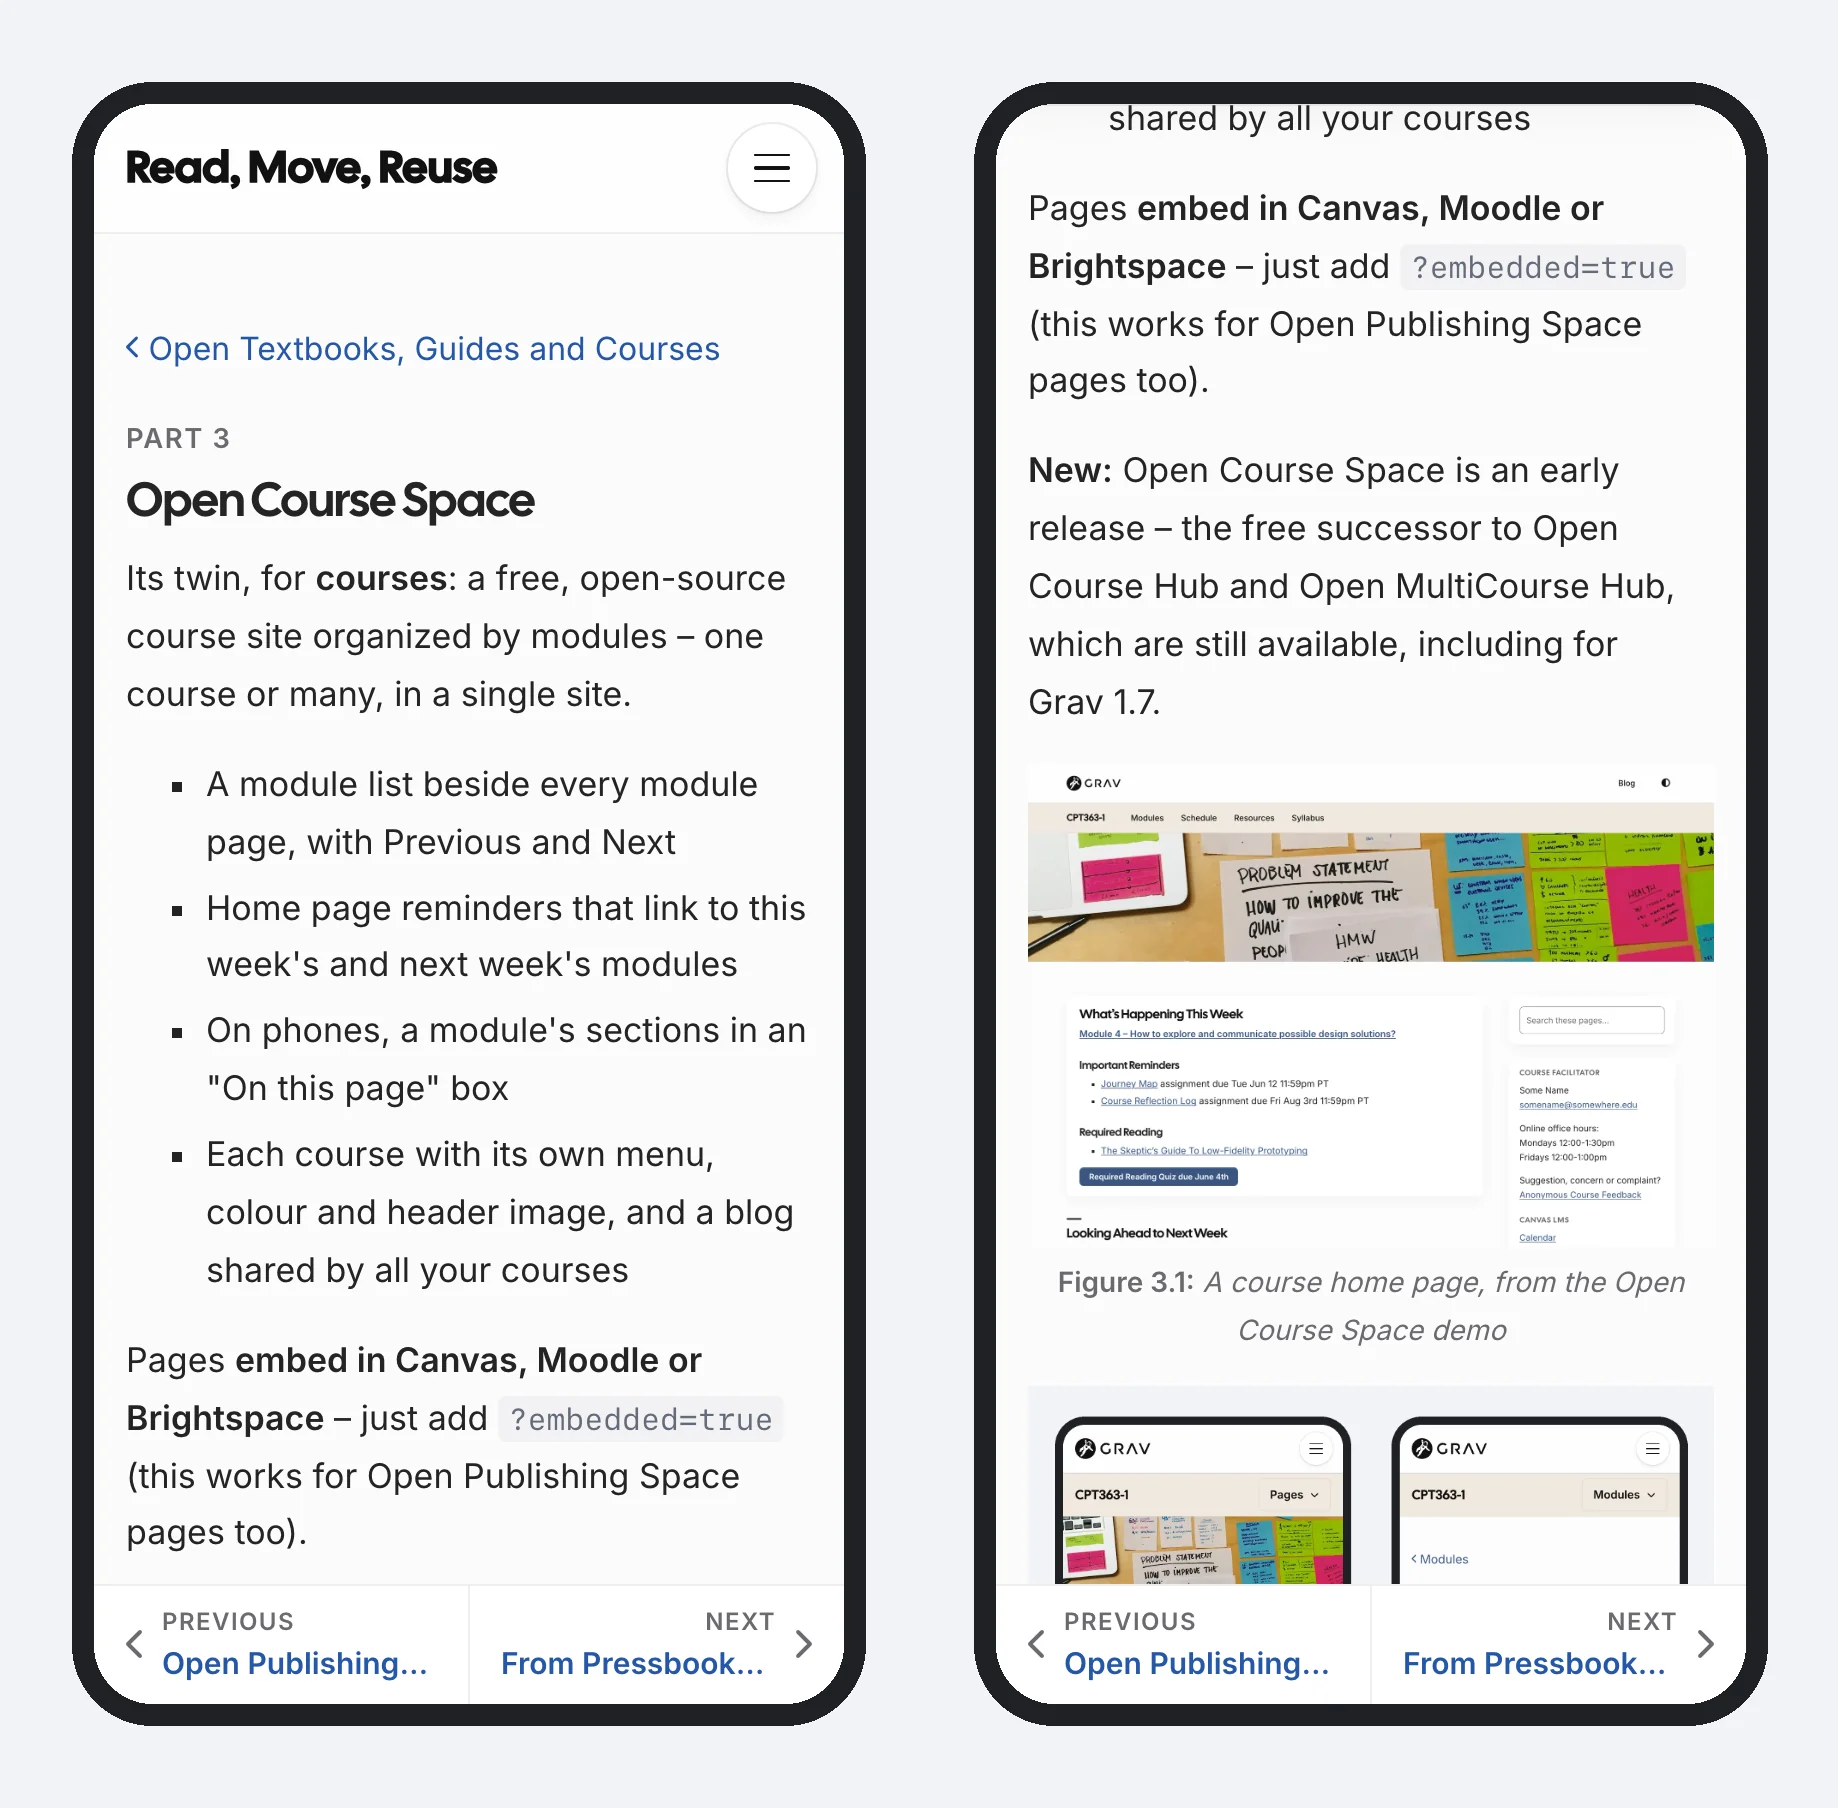 Read, Move, Reuse
Open Textbooks, Guides and Courses
PART 3
Open Course Space
Its twin, for courses: a free, open-source
course site organized by modules – one
course or many, in a single site.
A module list beside every module
page, with Previous and Next
Home page reminders that link to this
week's and next week's modules
On phones, a module's sections in an
"On this page" box
Each course with its own menu,
colour and header image, and a blog
shared by all your courses
Pages embed in Canvas, Moodle or
Brightspace – just add ?embedded=true
(this works for Open Publishing Space
pages too).
PREVIOUS
Open Publishing...
NEXT
From Pressbook...
shared by all your courses
Pages embed in Canvas, Moodle or
Brightspace – just add ?embedded=true
(this works for Open Publishing Space
pages too).
New: Open Course Space is an early
release – the free successor to Open
Course Hub and Open MultiCourse Hub,
which are still available, including for
Grav 1.7.
GRAV
Blog
CPT363-1 Modules Schedule Resources Syllabus
PROBLEM STATEMENT
HOW TO IMPROVE THE
HMW
HEALTH
HEALTH
What's Happening This Week
Module 4 – How to explore and communicate possible design solutions?
Important Reminders
Journey Map assignment due Tue Jun 12 11:59pm PT
Course Reflection Log assignment due Fri Aug 3rd 11:59pm PT
Required Reading
The Skeptic's Guide To Low-Fidelity Prototyping
Required Reading Quiz due June 4th
Looking Ahead to Next Week
Search these pages...
COURSE FACILITATOR
Some Name
somename@somewhere.edu
Online office hours:
Mondays 12:00-1:30pm
Fridays 12:00-1:00pm
Suggestion, concern or complaint?
Anonymous Course Feedback
CANVAS LMS
Calendar
Figure 3.1: A course home page, from the Open
Course Space demo
GRAV
CPT363-1
Pages
PROBLEM STATEMENT
HOW TO IMPROVE THE
GRAV
CPT363-1
Modules
Modules
PREVIOUS
Open Publishing...
NEXT
From Pressbook...